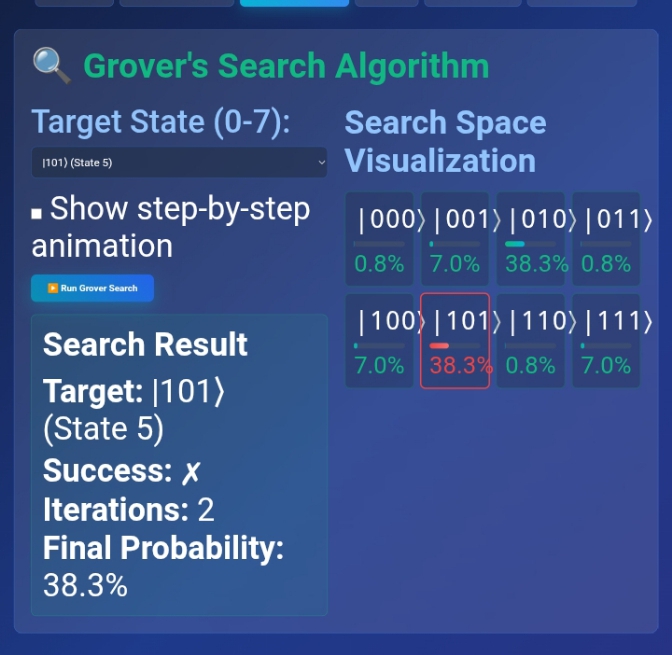 🔍 Grover's Search Algorithm
Target State (0-7):
|101⟩ (State 5)
Show step-by-step
animation
▶️ Run Grover Search
Search Result
Target: |101⟩
(State 5)
Success: ✗
Iterations: 2
Final Probability:
38.3%
Search Space
Visualization
|000⟩ |001⟩ |010⟩ |011⟩
0.8% 7.0% 38.3% 0.8%
|100⟩ |101⟩ |110⟩ |111⟩
7.0% 38.3% 0.8% 7.0%